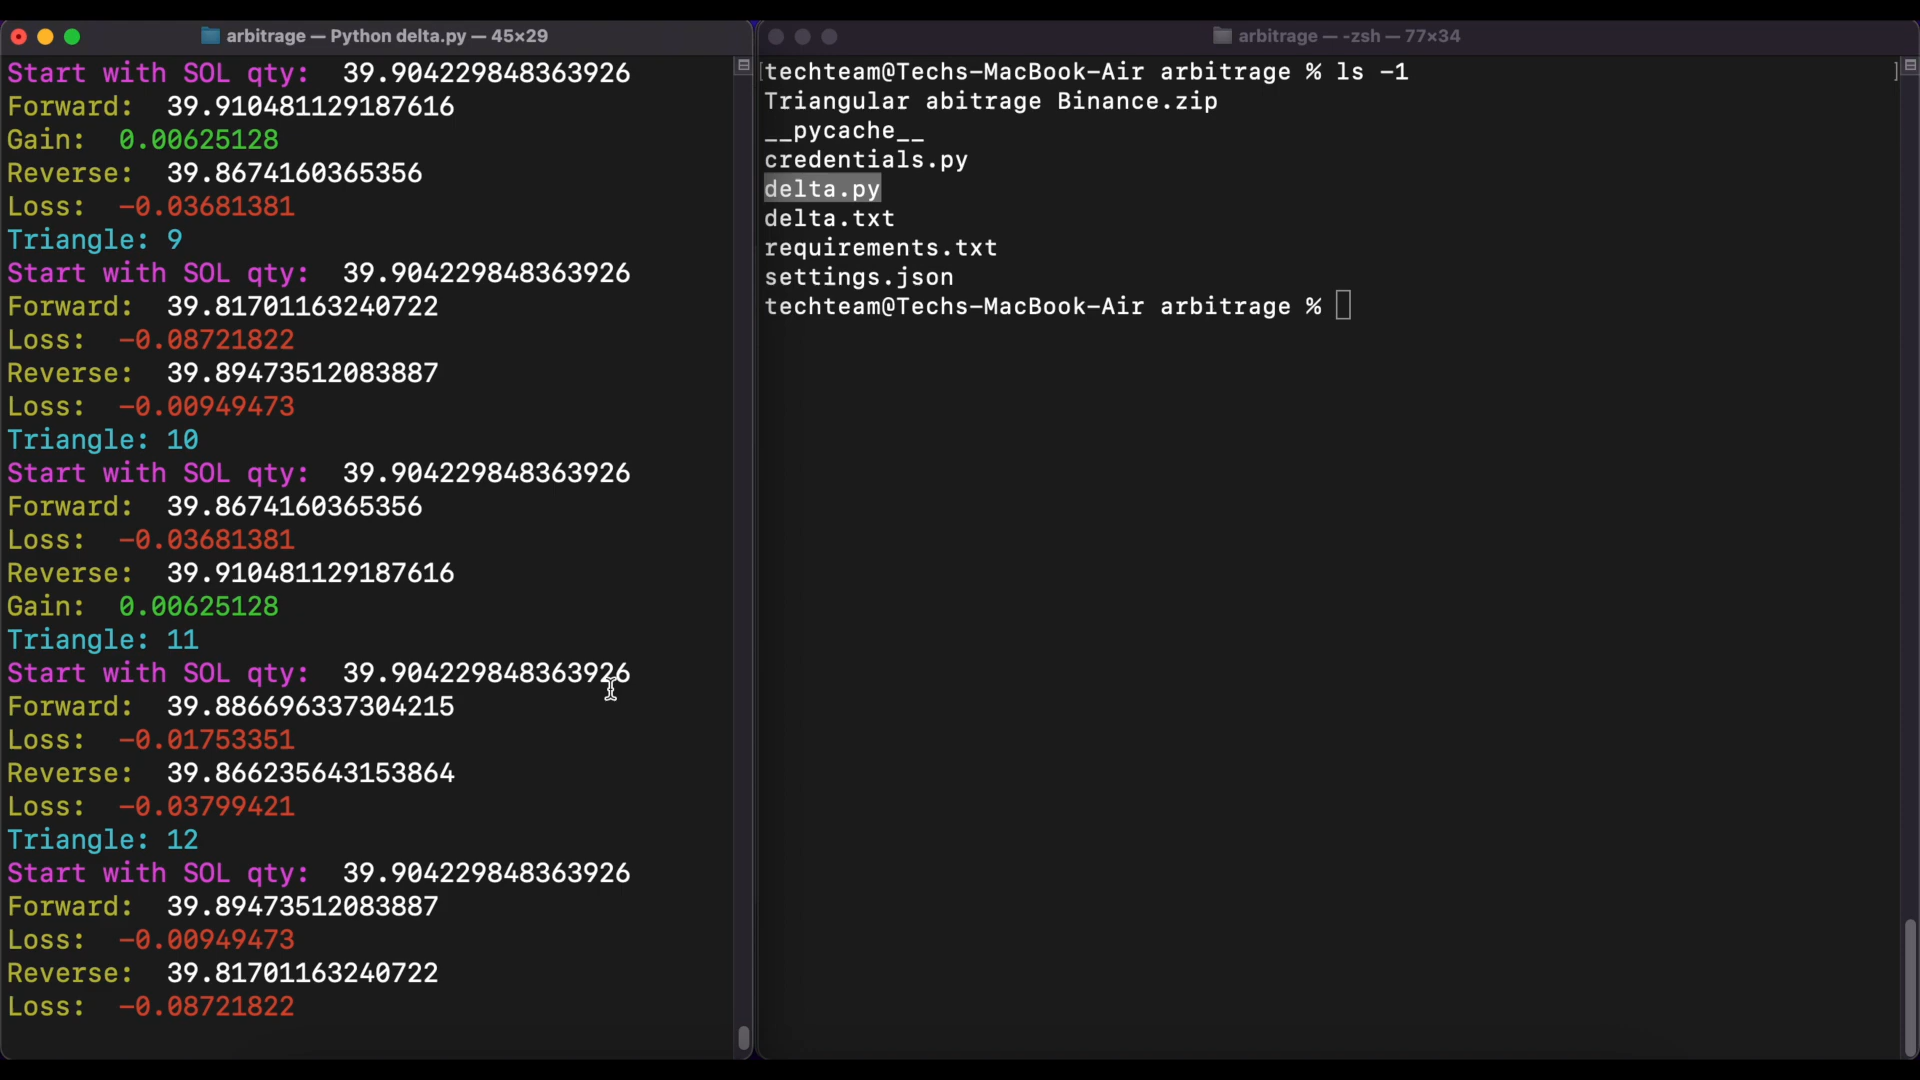 arbitrage — Python delta.py — 45×29
Start with SOL qty:  39.904229848363926
Forward:  39.910481129187616
Gain:  0.00625128
Reverse:  39.8674160365356
Loss:  -0.03681381
Triangle: 9
Start with SOL qty:  39.904229848363926
Forward:  39.81701163240722
Loss:  -0.08721822
Reverse:  39.89473512083887
Loss:  -0.00949473
Triangle: 10
Start with SOL qty:  39.904229848363926
Forward:  39.8674160365356
Loss:  -0.03681381
Reverse:  39.910481129187616
Gain:  0.00625128
Triangle: 11
Start with SOL qty:  39.904229848363926
Forward:  39.886696337304215
Loss:  -0.01753351
Reverse:  39.866235643153864
Loss:  -0.03799421
Triangle: 12
Start with SOL qty:  39.904229848363926
Forward:  39.89473512083887
Loss:  -0.00949473
Reverse:  39.81701163240722
Loss:  -0.08721822
arbitrage — -zsh — 77×34
[techteam@Techs-MacBook-Air arbitrage % ls -1 ]
Triangular abitrage Binance.zip
__pycache__
credentials.py
delta.py
delta.txt
requirements.txt
settings.json
techteam@Techs-MacBook-Air arbitrage %